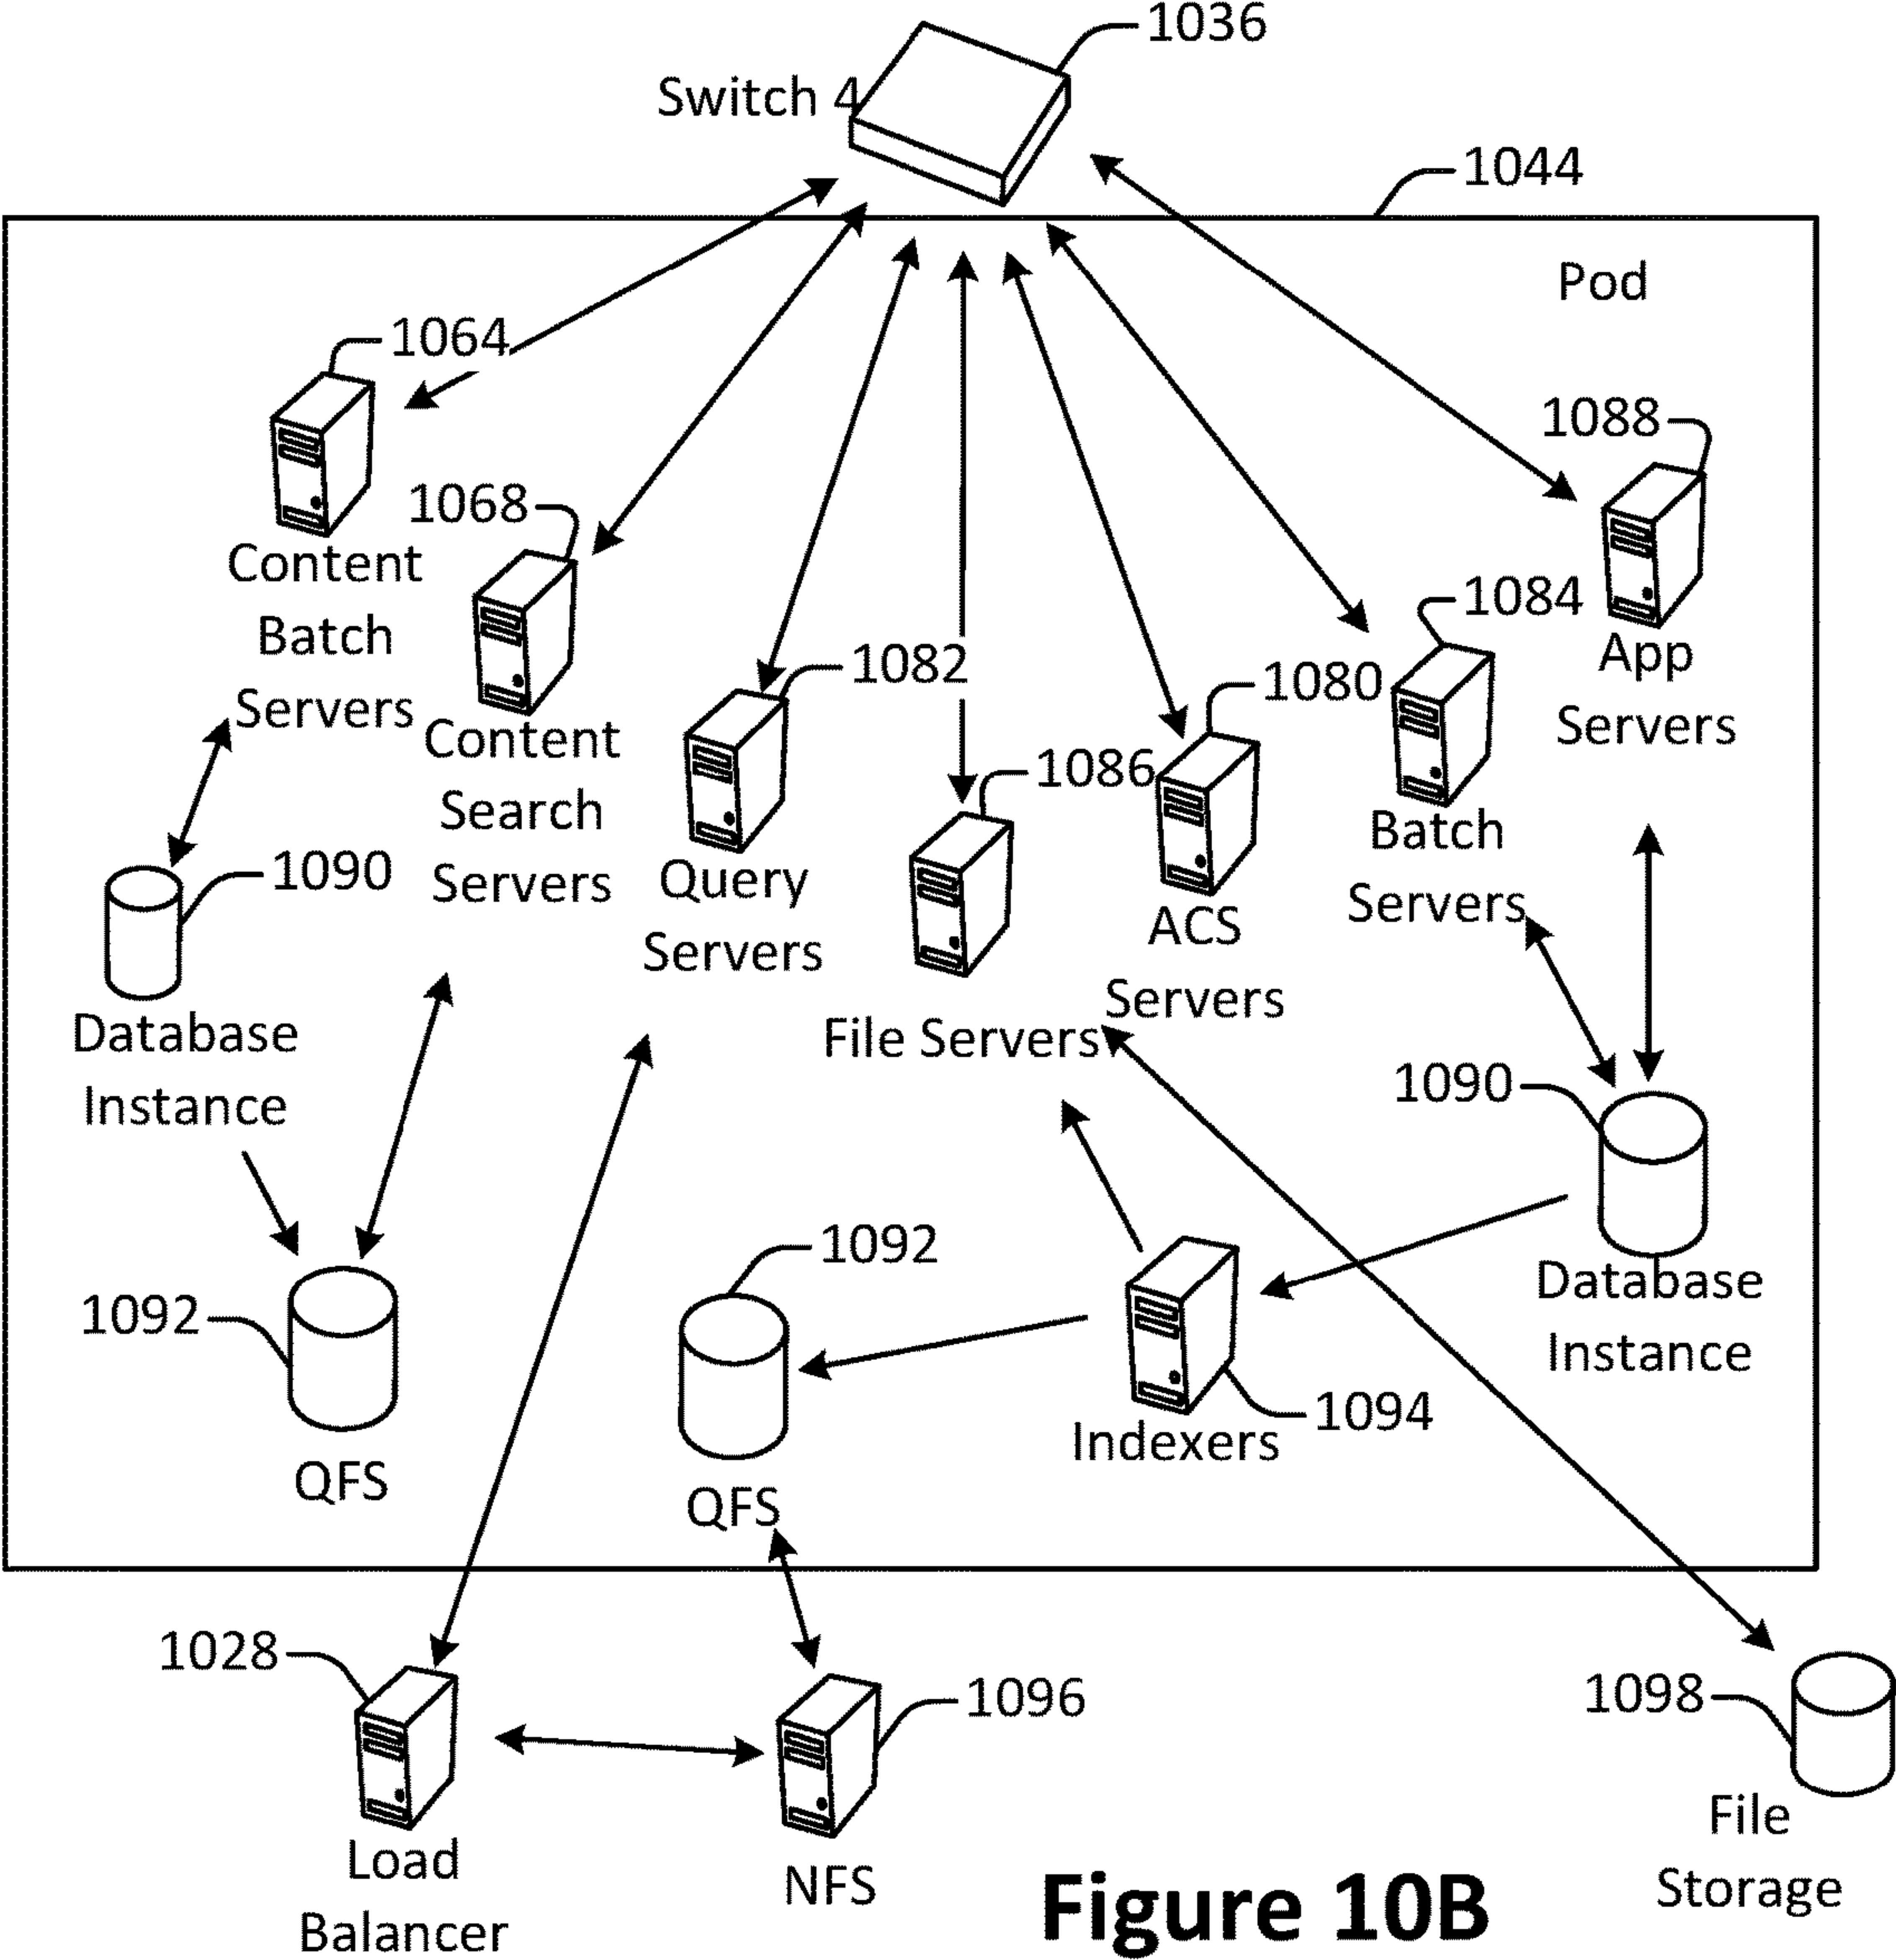 1036
Switch 4
1044
Pod
1064
Content
Batch
Servers
1068
Content
Search
Servers
1082
Query
Servers
1086
File Servers
1080
ACS
Servers
1084
Batch
Servers
1088
App
Servers
1090
Database
Instance
1090
Database
Instance
1092
QFS
1092
QFS
1094
Indexers
1028
Load
Balancer
1096
NFS
1098
File
Storage
Figure 10B